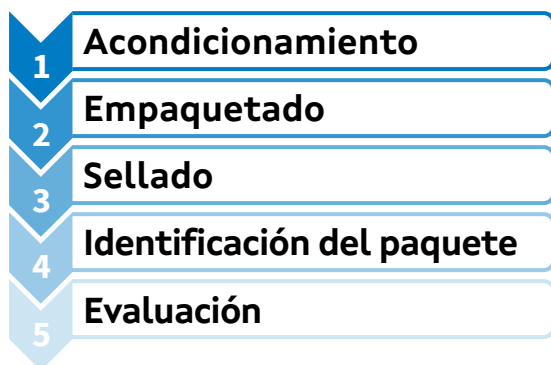 1 Acondicionamiento
2 Empaquetado
3 Sellado
4 Identificación del paquete
5 Evaluación